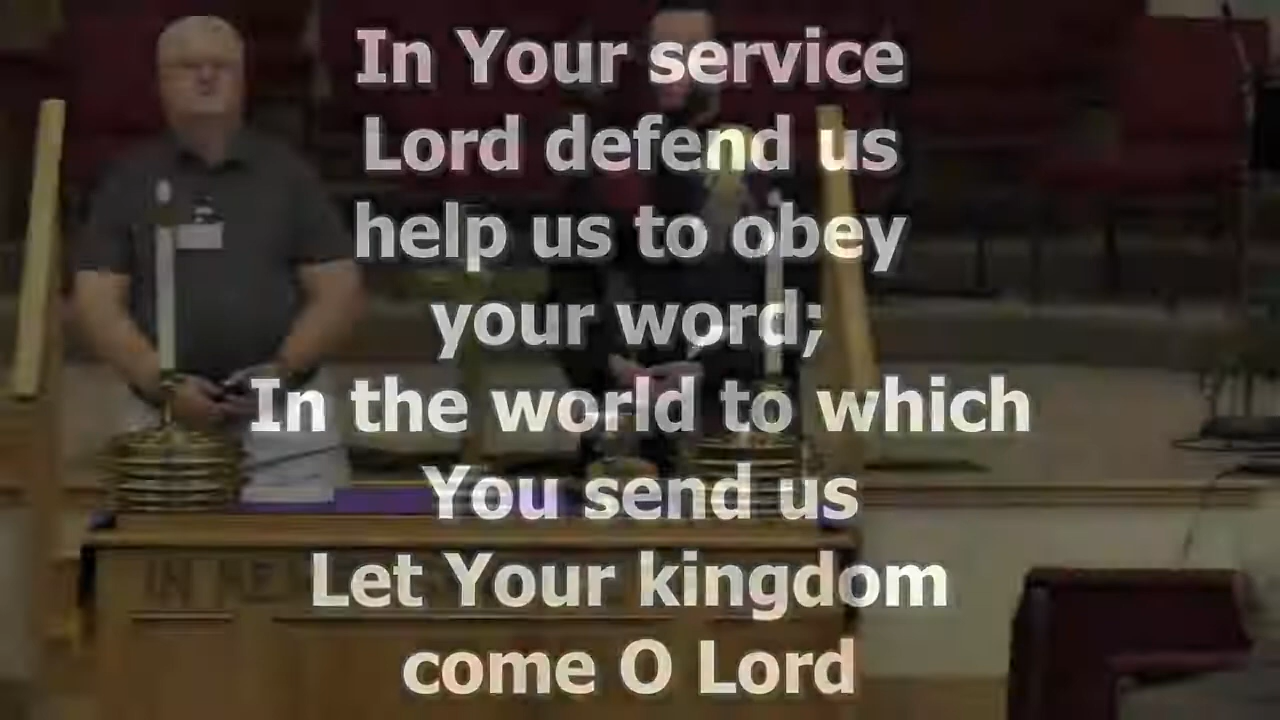 In Your service
Lord defend us
help us to obey
your word;
In the world to which
You send us
Let Your kingdom
come O Lord